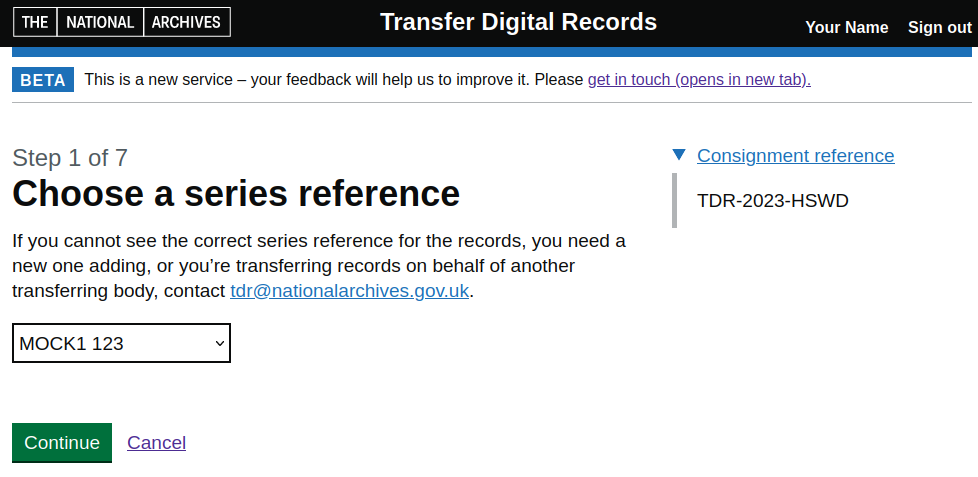 THE NATIONAL ARCHIVES
Transfer Digital Records
Your Name Sign out
BETA This is a new service – your feedback will help us to improve it. Please get in touch (opens in new tab).
Step 1 of 7
Choose a series reference
If you cannot see the correct series reference for the records, you need a
new one adding, or you’re transferring records on behalf of another
transferring body, contact tdr@nationalarchives.gov.uk.
MOCK1 123
Continue Cancel
Consignment reference
TDR-2023-HSWD